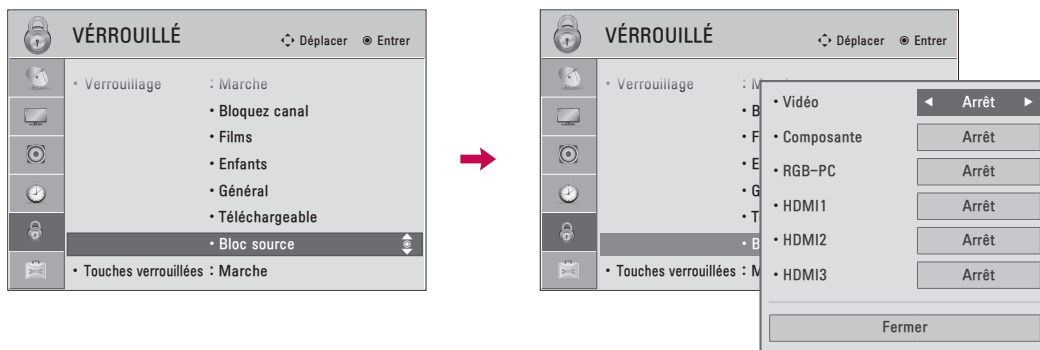 VÉRROUILLÉ Déplacer Entrer
• Verrouillage : Marche
• Bloquez canal
• Films
• Enfants
• Général
• Téléchargeable
• Bloc source
• Touches verrouillées : Marche
VÉRROUILLÉ Déplacer Entrer
• Verrouillage : M
• B
• F
• E
• G
• T
• B
• Touches verrouillées : M
• Vidéo ◄ Arrêt ►
• Composante Arrêt
• RGB-PC Arrêt
• HDMI1 Arrêt
• HDMI2 Arrêt
• HDMI3 Arrêt
Fermer